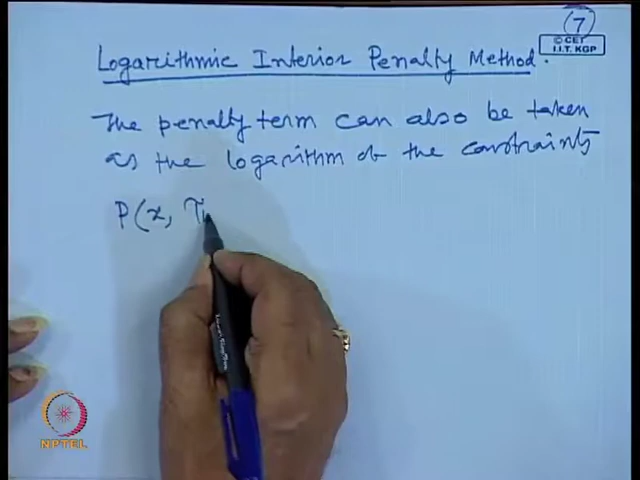 7
© CET
I.I.T. KGP
Logarithmic Interior Penalty Method.
The penalty term can also be taken
as the logarithm of the constraints
P(x,
NPTEL